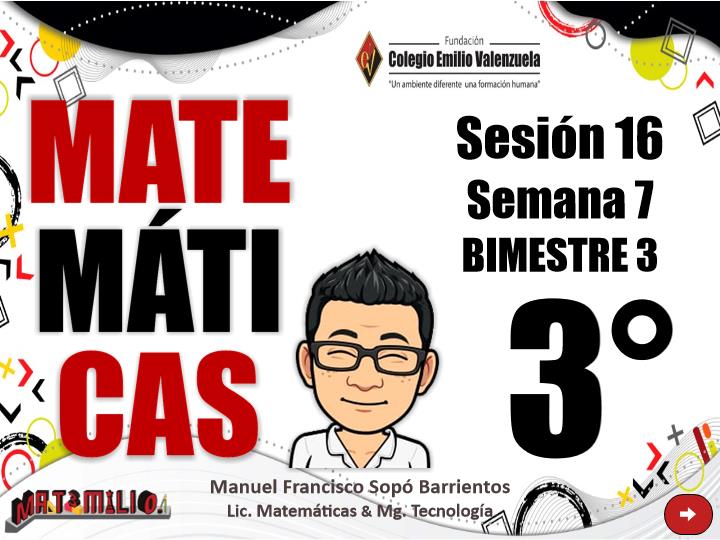 Fundación
Colegio Emilio Valenzuela
"Un ambiente diferente una formación humana"
MATE
MÁTI
CAS
Sesión 16
Semana 7
BIMESTRE 3
3°
MAT3MILIO.
Manuel Francisco Sopó Barrientos
Lic. Matemáticas & Mg. Tecnología